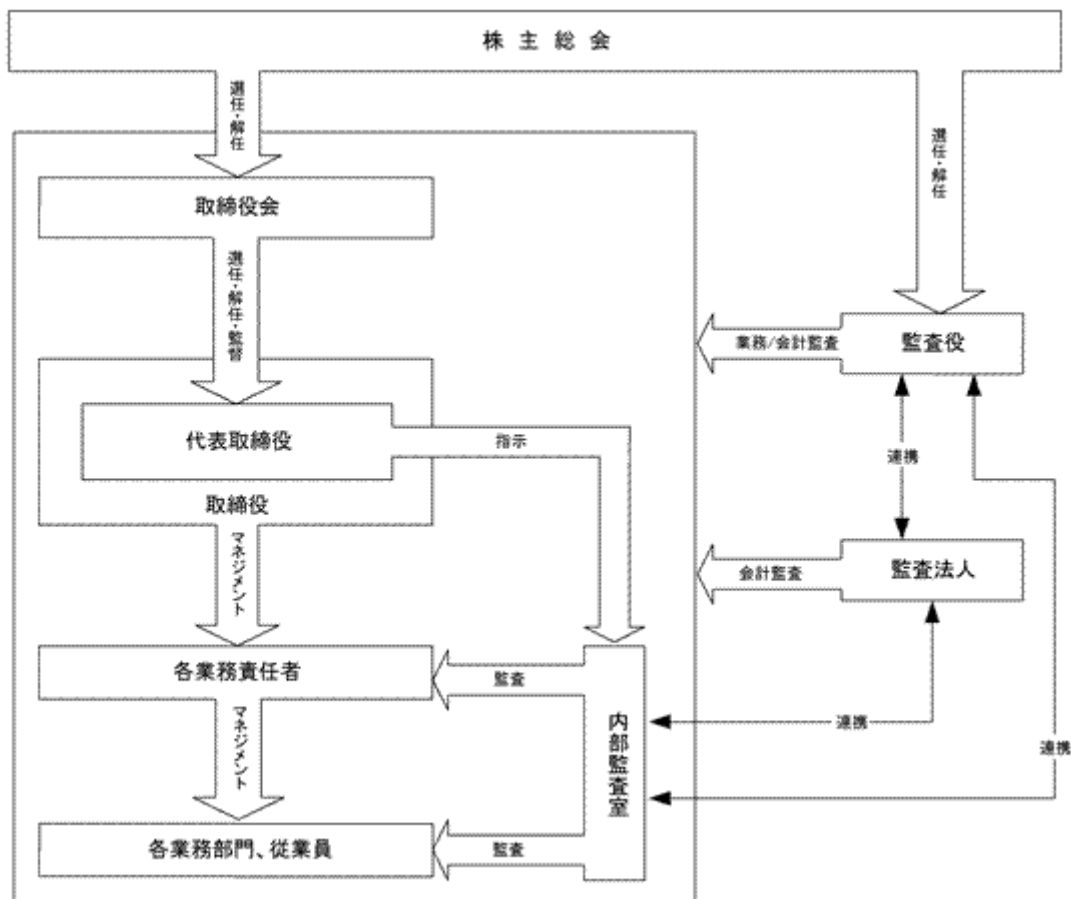 株主総会
選任・解任
選任・解任
取締役会
選任・解任・監督
業務/会計監査
監査役
代表取締役
指示
連携
取締役
マネジメント
会計監査
監査法人
各業務責任者
監査
内部監査室
連携
連携
マネジメント
各業務部門、従業員
監査